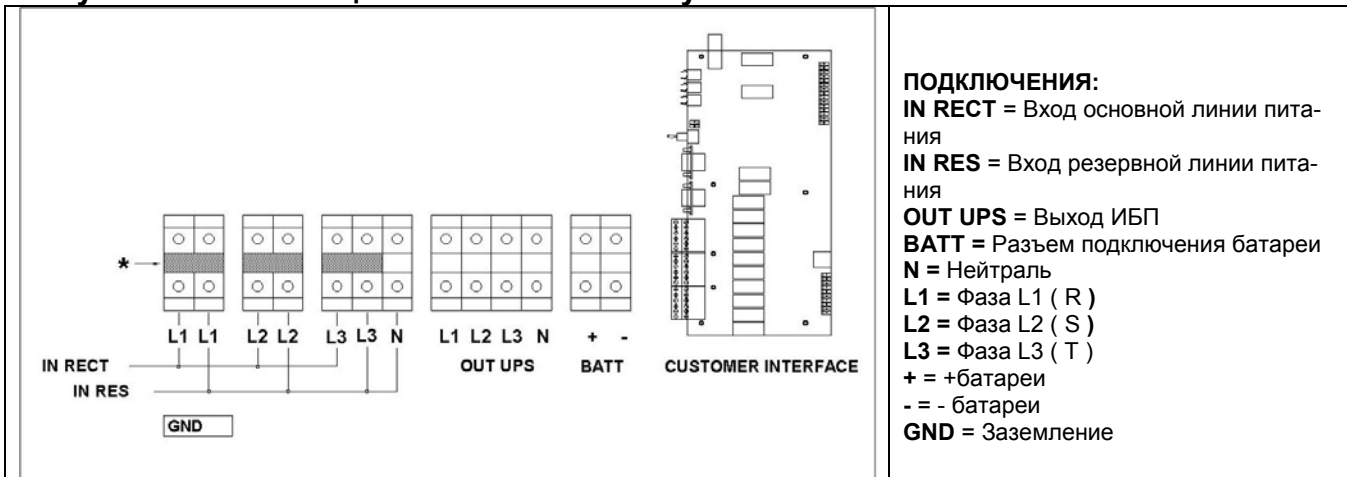 *
L1 L1 L2 L2 L3 L3 N L1 L2 L3 N + -
IN RECT OUT UPS BATT CUSTOMER INTERFACE
IN RES
GND
ПОДКЛЮЧЕНИЯ:
IN RECT = Вход основной линии пита-
ния
IN RES = Вход резервной линии пита-
ния
OUT UPS = Выход ИБП
BATT = Разъем подключения батареи
N = Нейтраль
L1 = Фаза L1 ( R )
L2 = Фаза L2 ( S )
L3 = Фаза L3 ( T )
+ = +батареи
- = - батареи
GND = Заземление